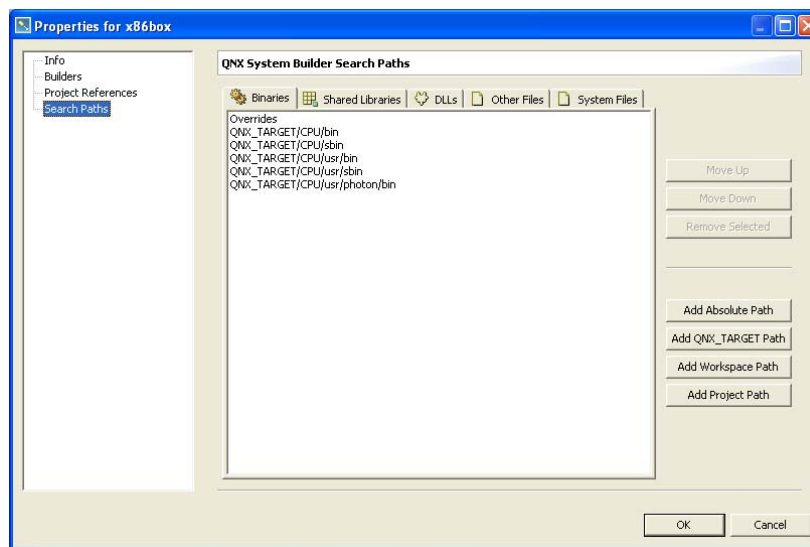 Properties for x86box
Info
Builders
Project References
Search Paths
QNX System Builder Search Paths
Binaries Shared Libraries DLLs Other Files System Files
Overrides
QNX_TARGET/CPU/bin
QNX_TARGET/CPU/sbin
QNX_TARGET/CPU/usr/bin
QNX_TARGET/CPU/usr/sbin
QNX_TARGET/CPU/usr/photon/bin
Move Up
Move Down
Remove Selected
Add Absolute Path
Add QNX_TARGET Path
Add Workspace Path
Add Project Path
OK Cancel